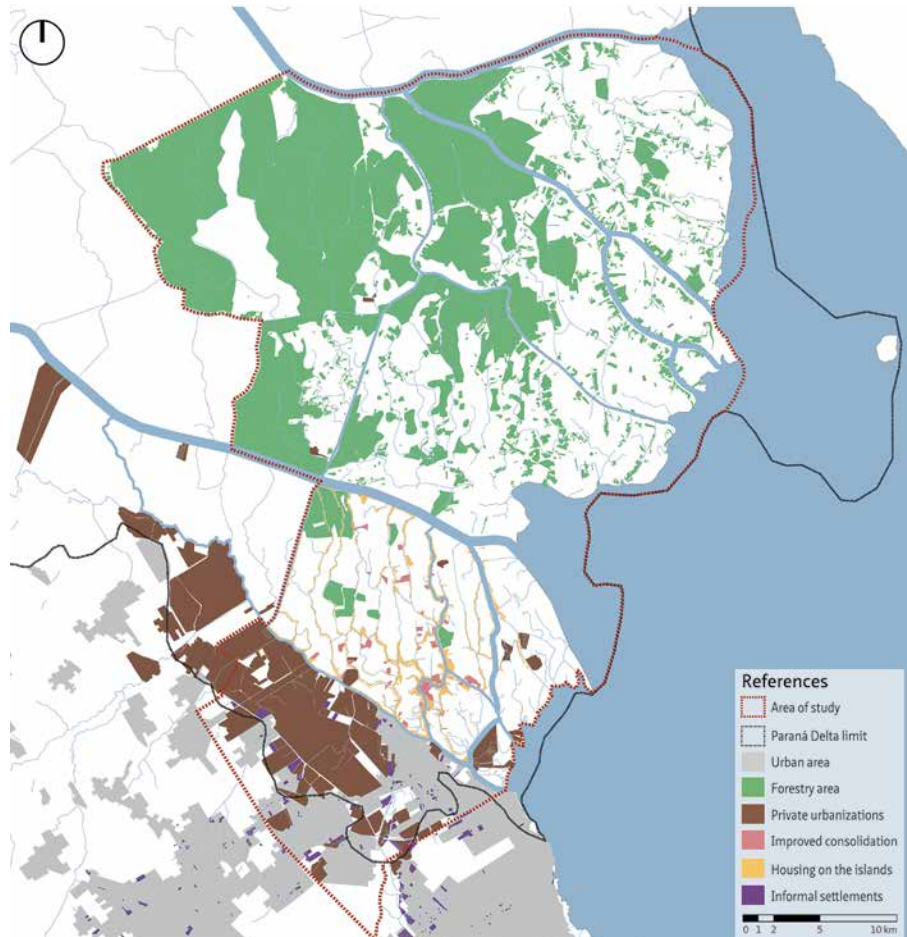 References
Area of study
Paraná Delta limit
Urban area
Forestry area
Private urbanizations
Improved consolidation
Housing on the islands
Informal settlements
0 1 2 5 10 km